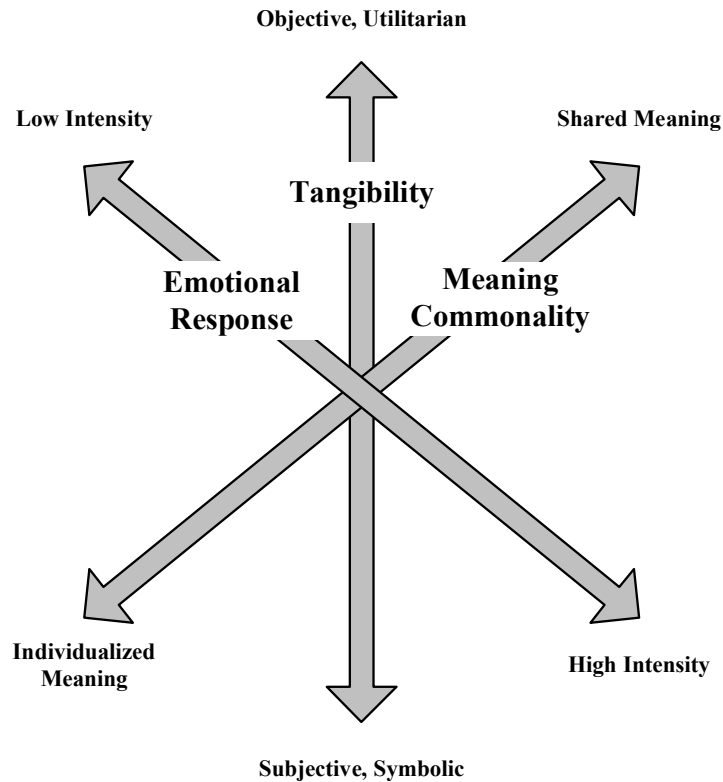 Objective, Utilitarian
Low Intensity
Shared Meaning
Tangibility
Emotional
Response
Meaning
Commonality
Individualized
Meaning
High Intensity
Subjective, Symbolic